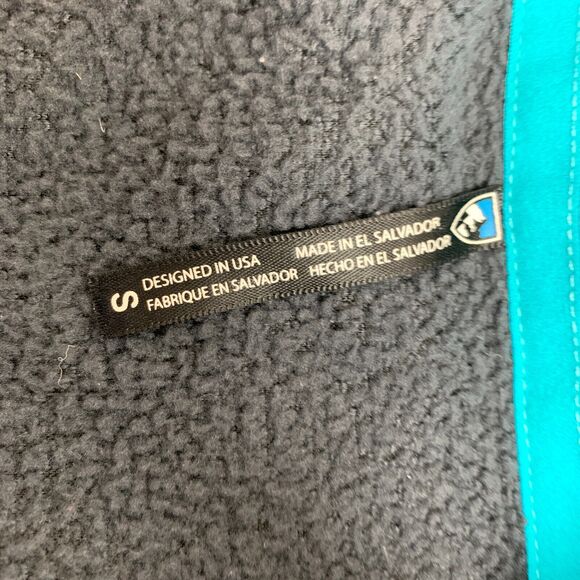 S
DESIGNED IN USA
FABRIQUE EN SALVADOR
MADE IN EL SALVADOR
HECHO EN EL SALVADOR